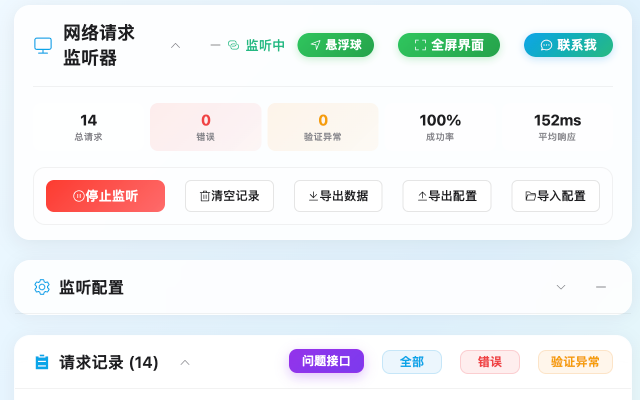 网络请求
监听器
监听中
悬浮球
全屏界面
联系我
14
总请求
0
错误
0
验证异常
100%
成功率
152ms
平均响应
停止监听
清空记录
导出数据
导出配置
导入配置
监听配置
请求记录 (14)
问题接口
全部
错误
验证异常